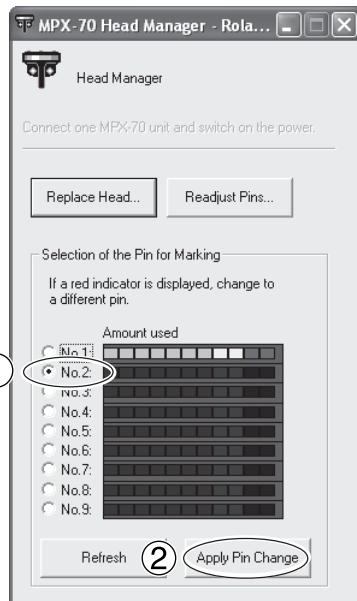 MPX-70 Head Manager - Rola...
Head Manager
Connect one MPX-70 unit and switch on the power.
Replace Head... Readjust Pins...
Selection of the Pin for Marking
If a red indicator is displayed, change to
a different pin.
Amount used
No.1:
No.2:
No.3:
No.4:
No.5:
No.6:
No.7:
No.8:
No.9:
Refresh 2 Apply Pin Change